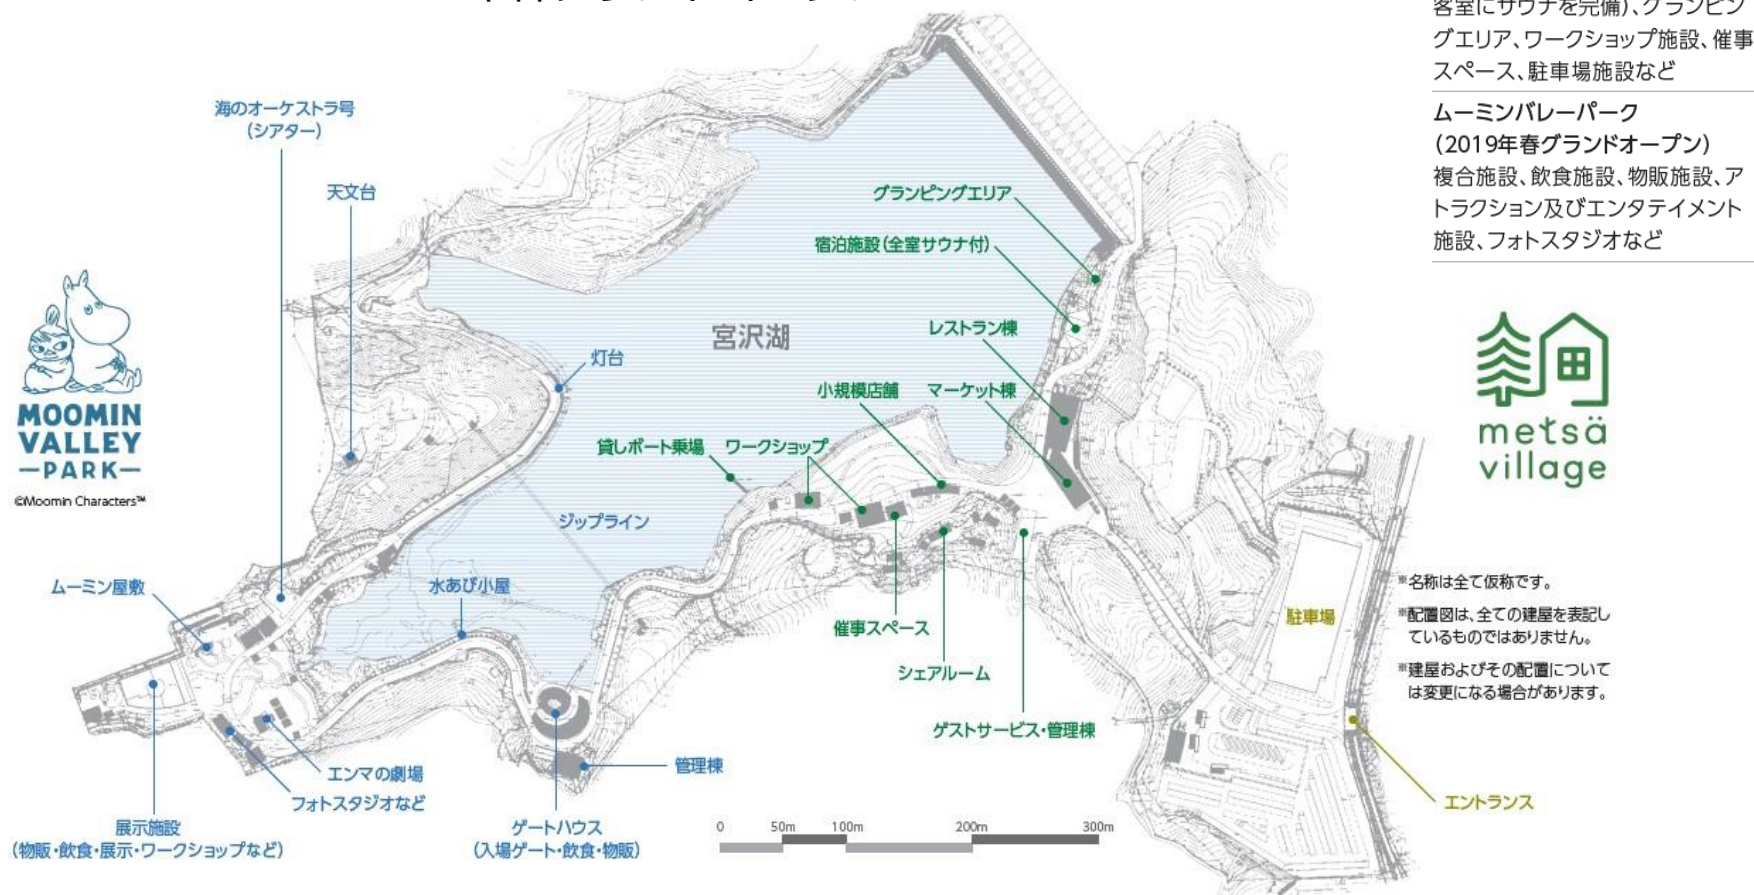 客室にサウナを完備)、グランピン
グエリア、ワークショップ施設、催事
スペース、駐車場施設など
ムーミンバレーパーク
(2019年春グランドオープン)
複合施設、飲食施設、物販施設、ア
トラクション及びエンタテイメント
施設、フォトスタジオなど
海のオーケストラ号
(シアター)
天文台
グランピングエリア
宿泊施設(全室サウナ付)
レストラン棟
宮沢湖
灯台
小規模店舗
マーケット棟
貸しボート乗場
ワークショップ
ジップライン
MOOMIN
VALLEY
—PARK—
©Moomin Characters™
metsä
village
ムーミン屋敷
水あび小屋
催事スペース
シェアルーム
ゲストサービス・管理棟
駐車場
※名称は全て仮称です。
※配置図は、全ての建屋を表記し
ているものではありません。
※建屋およびその配置について
は変更になる場合があります。
エンマの劇場
フォトスタジオなど
管理棟
エントランス
展示施設
(物販・飲食・展示・ワークショップなど)
ゲートハウス
(入場ゲート・飲食・物販)
0 50m 100m 200m 300m